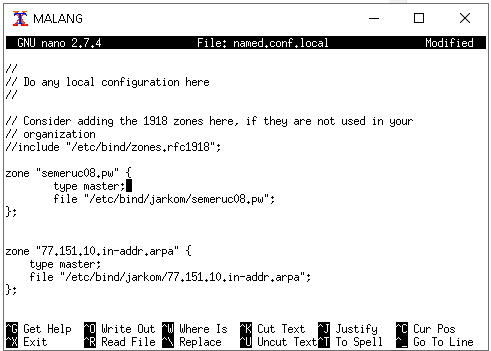 MALANG
GNU nano 2.7.4 File: named.conf.local Modified
//
// Do any local configuration here
//
// Consider adding the 1918 zones here, if they are not used in your
// organization
//include "/etc/bind/zones.rfc1918";
zone "semeruc08.pw" {
type master;
file "/etc/bind/jarkom/semeruc08.pw";
};
zone "77.151.10.in-addr.arpa" {
type master;
file "/etc/bind/jarkom/77.151.10.in-addr.arpa";
};
^G Get Help ^O Write Out ^W Where Is ^K Cut Text ^J Justify ^C Cur Pos
^X Exit ^R Read File ^\ Replace ^U Uncut Text ^T To Spell ^_ Go To Line